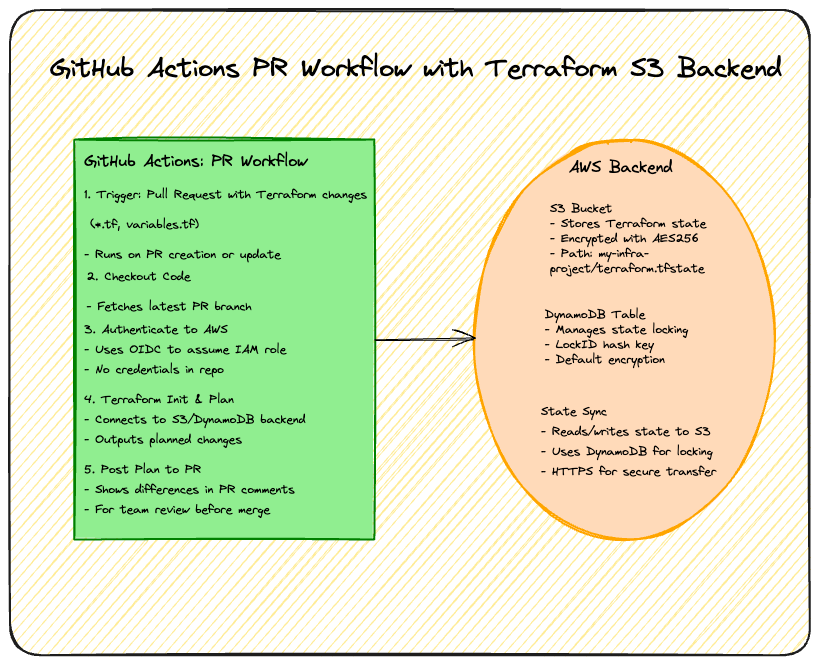 GitHub Actions PR Workflow with Terraform S3 Backend
GitHub Actions: PR Workflow
1. Trigger: Pull Request with Terraform changes
(*.tf, variables.tf)
- Runs on PR creation or update
2. Checkout Code
- Fetches latest PR branch
3. Authenticate to AWS
- Uses OIDC to assume IAM role
- No credentials in repo
4. Terraform Init & Plan
- Connects to S3/DynamoDB backend
- Outputs planned changes
5. Post Plan to PR
- Shows differences in PR comments
- For team review before merge
AWS Backend
S3 Bucket
- Stores Terraform state
- Encrypted with AES256
- Path: my-infra-
project/terraform.tfstate
DynamoDB Table
- Manages state locking
- LockID hash key
- Default encryption
State Sync
- Reads/writes state to S3
- Uses DynamoDB for locking
- HTTPS for secure transfer